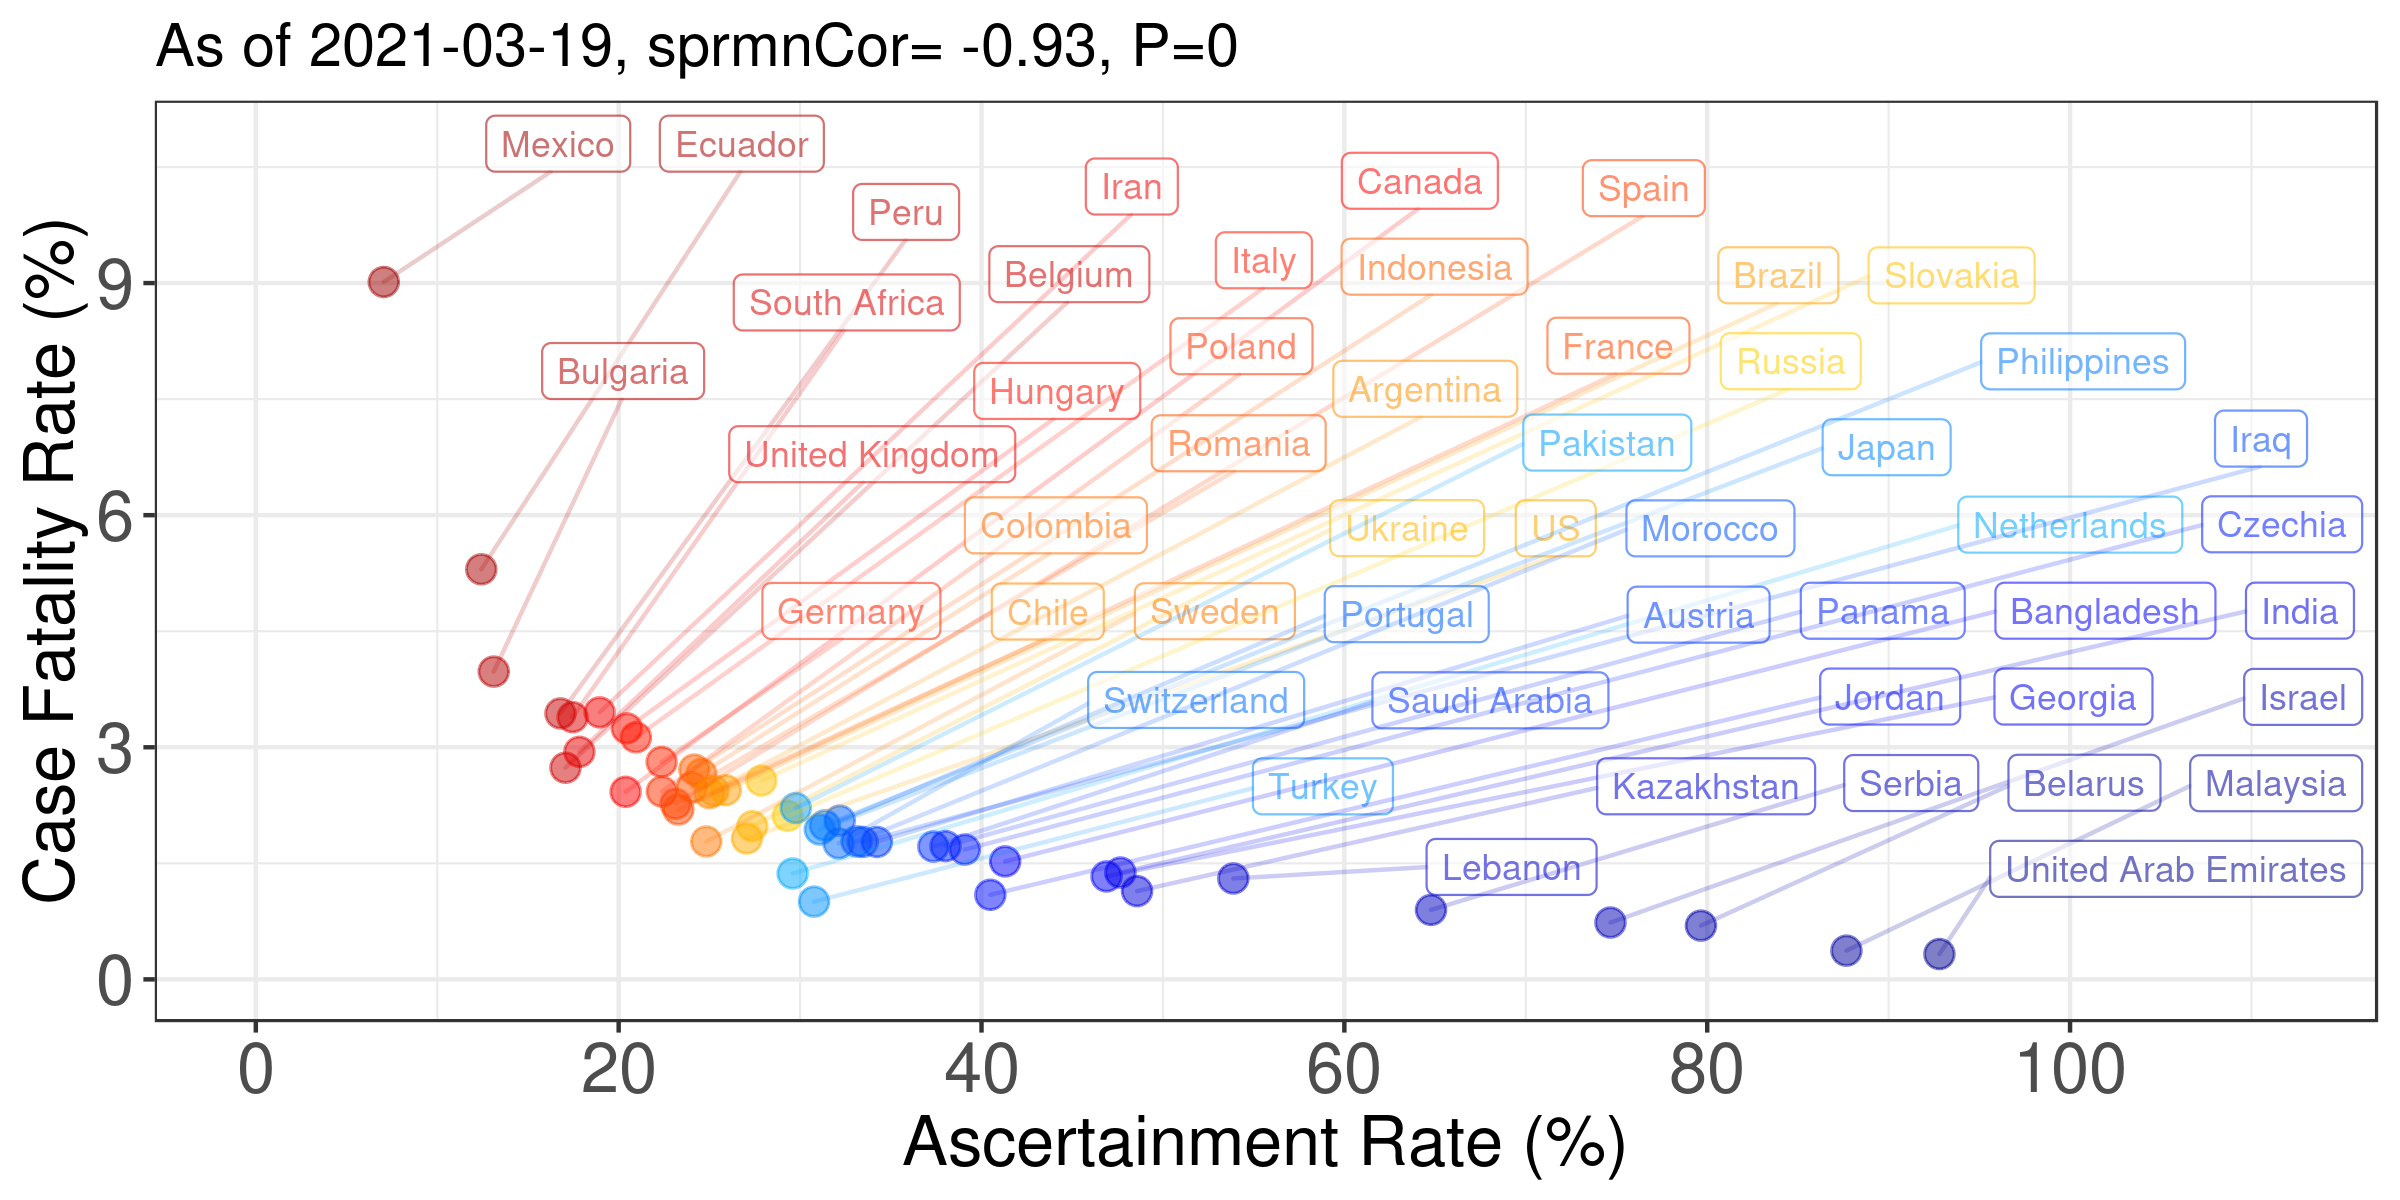 As of 2021-03-19, sprmnCor= -0.93, P=0
Case Fatality Rate (%)
9
6
3
0
Mexico
Ecuador
Peru
Iran
Canada
Spain
South Africa
Belgium
Italy
Indonesia
Brazil
Slovakia
Bulgaria
Hungary
Poland
Argentina
France
Russia
Philippines
United Kingdom
Romania
Pakistan
Japan
Iraq
Colombia
Ukraine
US
Morocco
Netherlands
Czechia
Germany
Chile
Sweden
Portugal
Austria
Panama
Bangladesh
India
Switzerland
Saudi Arabia
Jordan
Georgia
Israel
Turkey
Kazakhstan
Serbia
Belarus
Malaysia
Lebanon
United Arab Emirates
0
20
40
60
80
100
Ascertainment Rate (%)